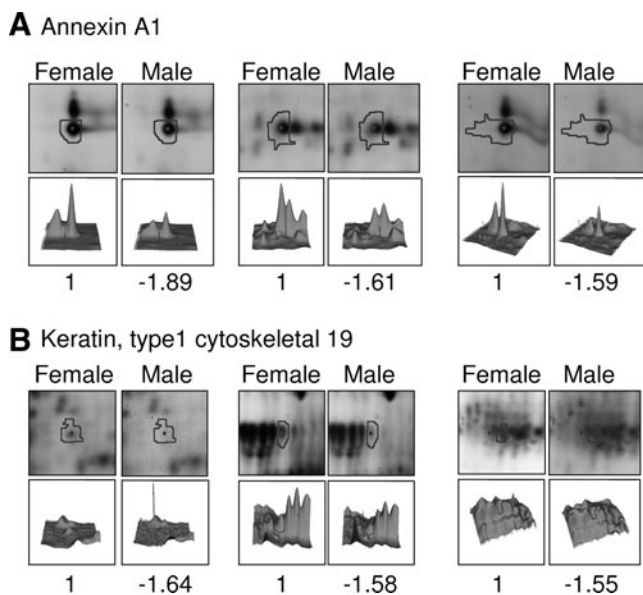 A Annexin A1
Female Male Female Male Female Male
1 -1.89 1 -1.61 1 -1.59
B Keratin, type1 cytoskeletal 19
Female Male Female Male Female Male
1 -1.64 1 -1.58 1 -1.55